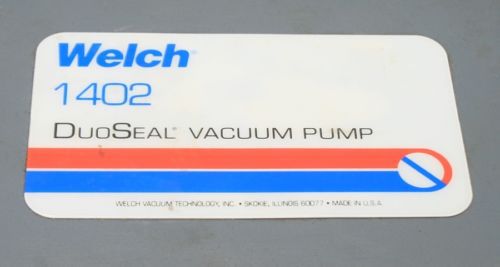 Welch
1402
DUOSEAL® VACUUM PUMP
WELCH VACUUM TECHNOLOGY, INC. • SKOKIE, ILLINOIS 60077 • MADE IN U.S.A.